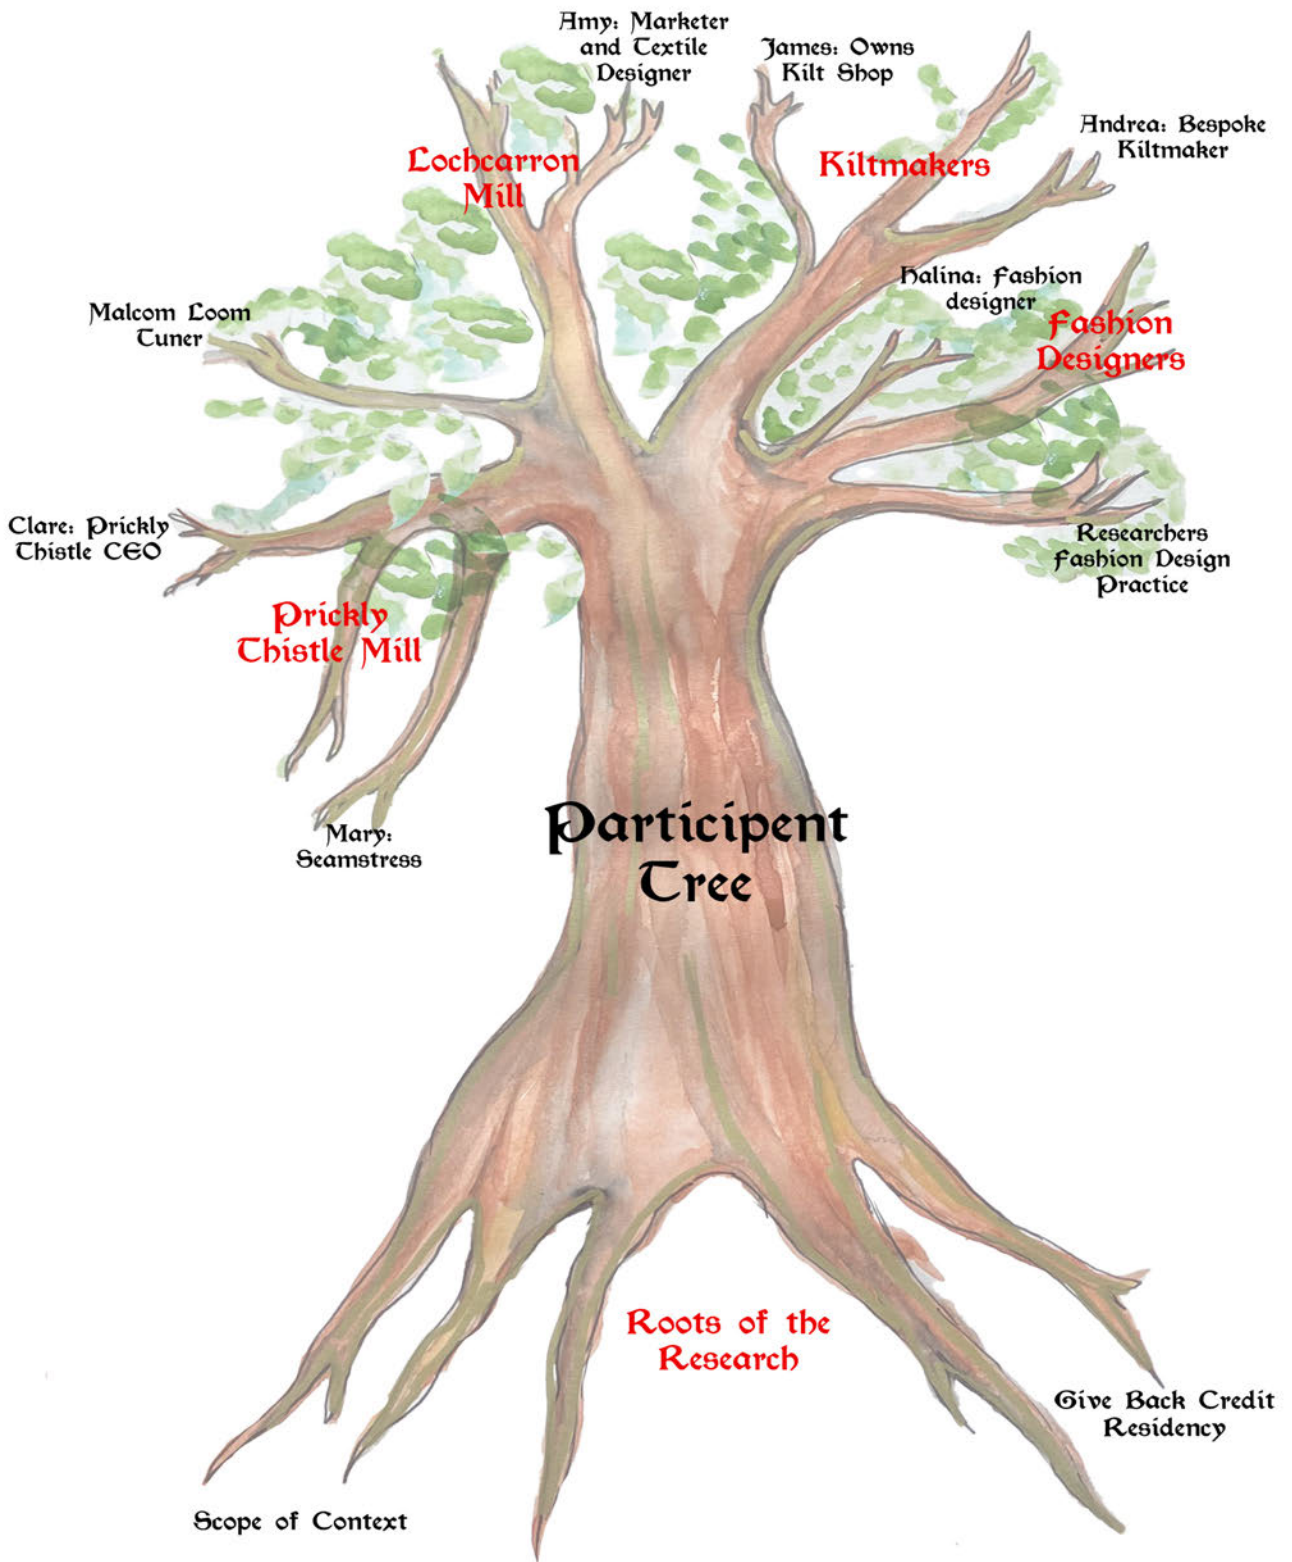 Amy: Marketer
and Textile
Designer
James: Owns
Kilt Shop
Andrea: Bespoke
Kiltmaker
Lochcarron
Mill
Kiltmakers
Halina: Fashion
designer
Malcom Loom
Tuner
Fashion
Designers
Clare: Prickly
Thistle CEO
Researchers
Fashion Design
Practice
Prickly
Thistle Mill
Mary:
Seamstress
Participent
Tree
Roots of the
Research
Give Back Credit
Residency
Scope of Context